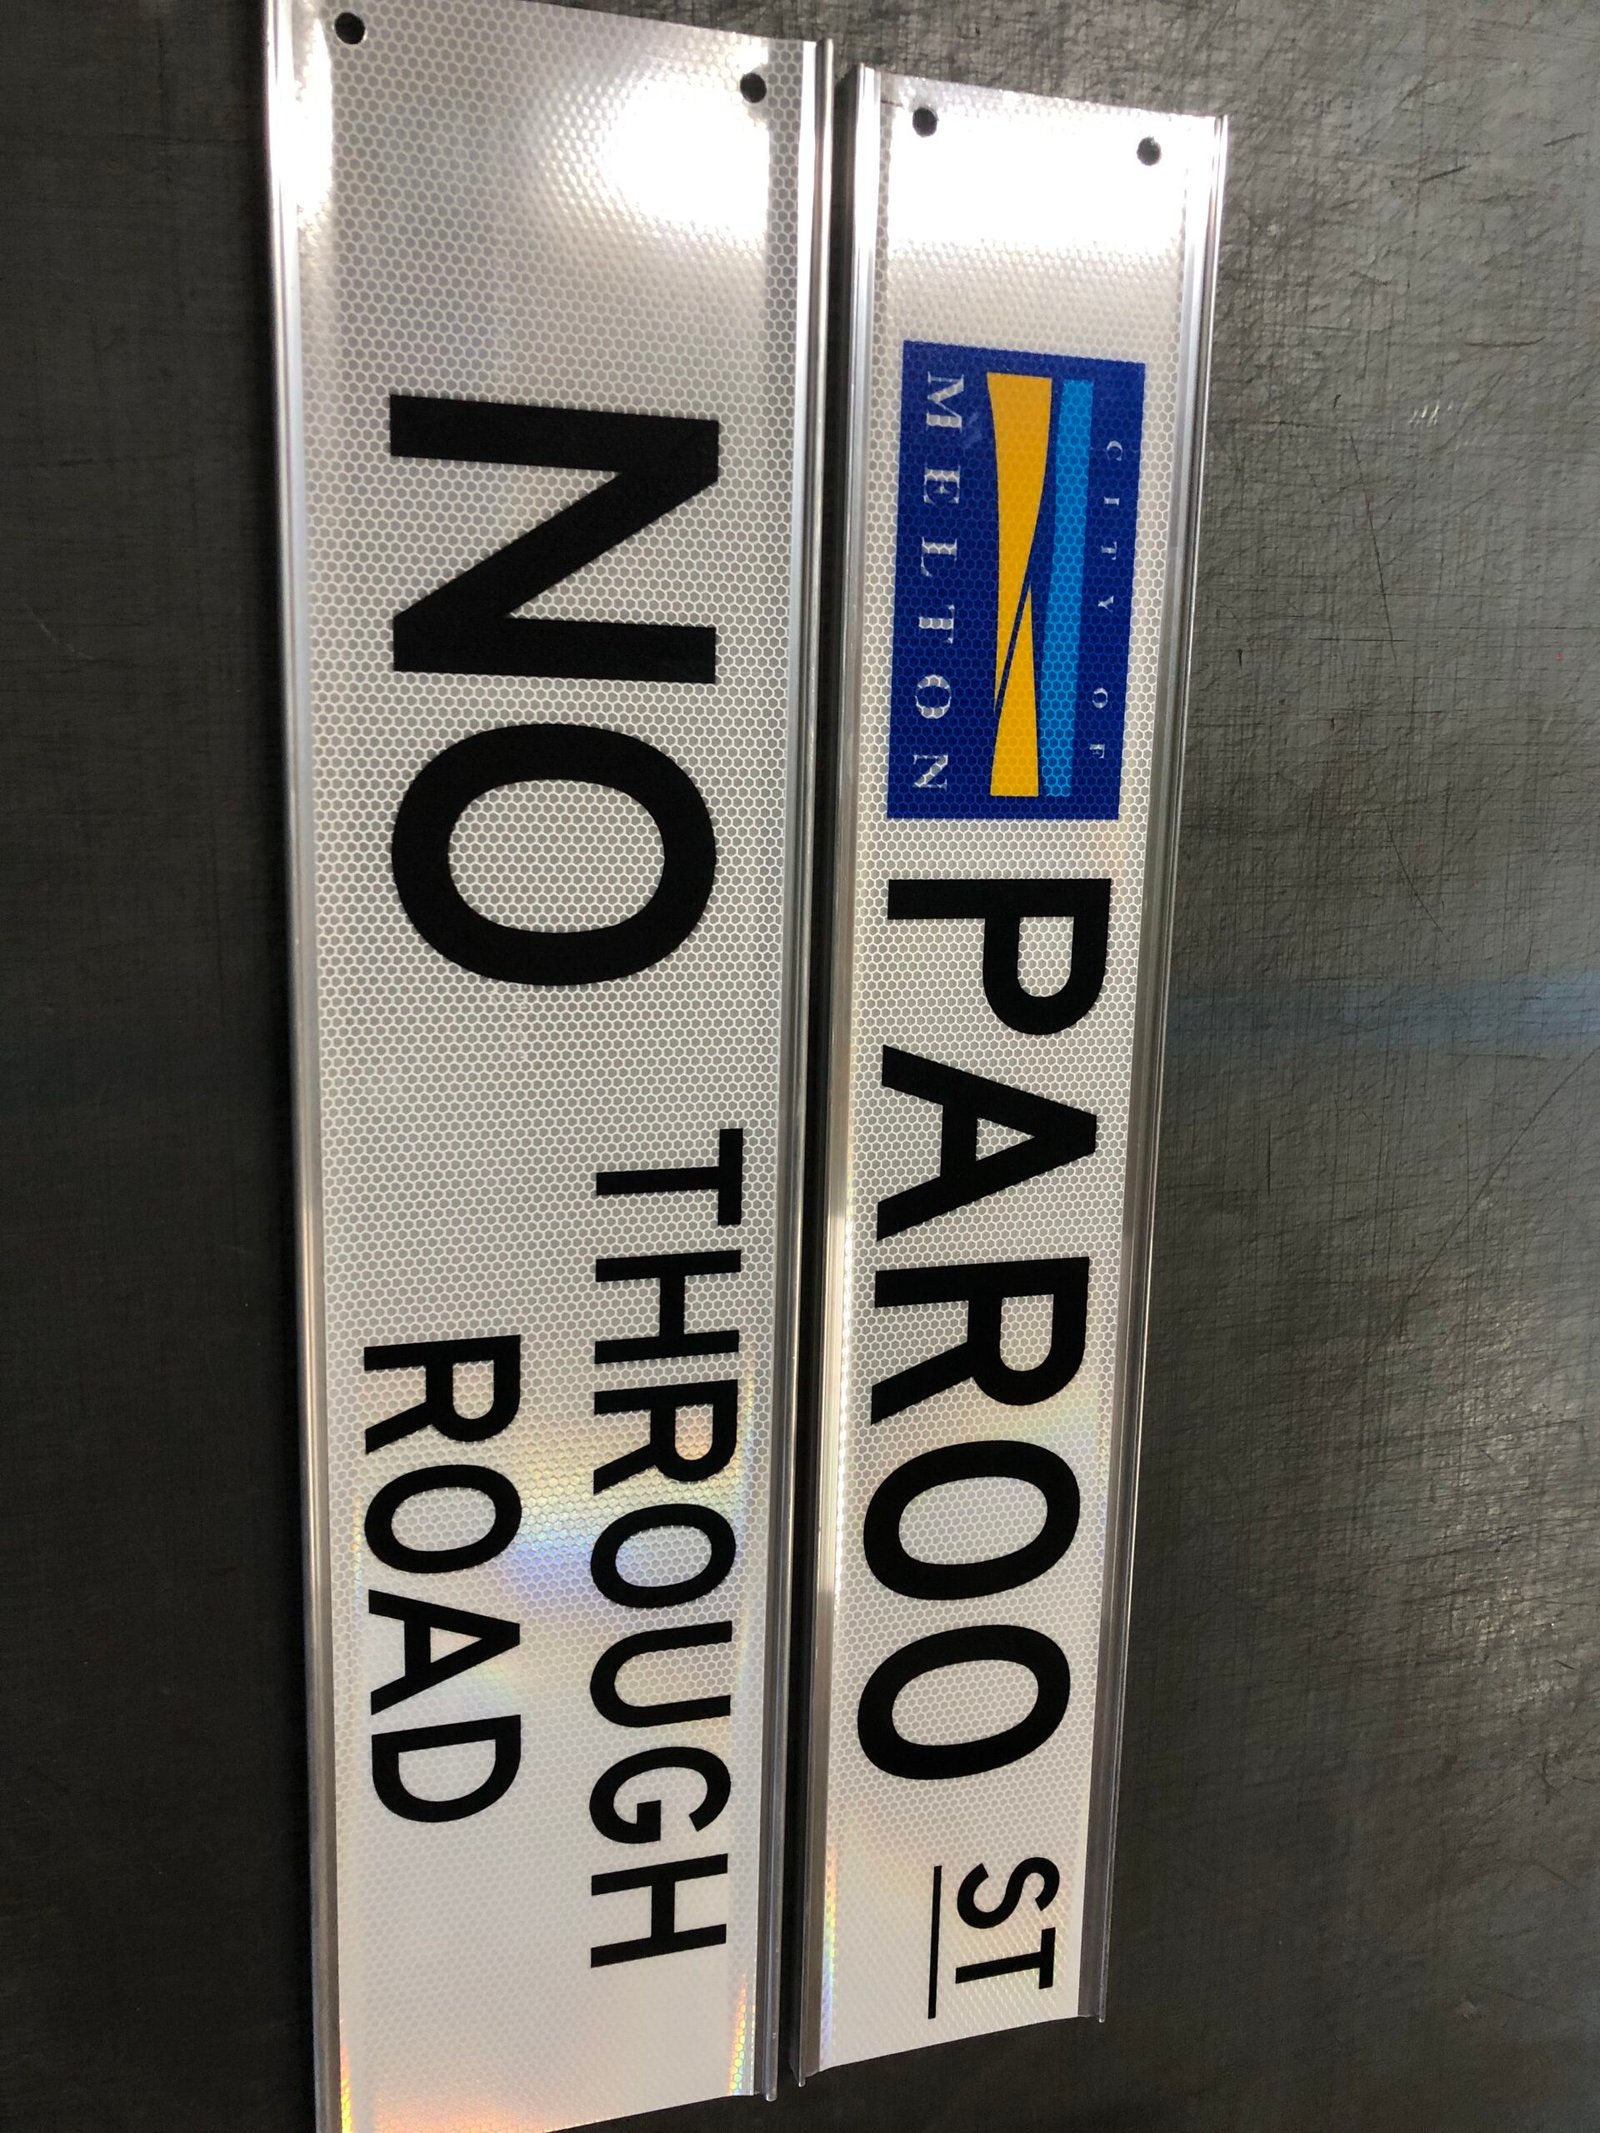 CITY OF
MELTON
PAROO ST
NO THROUGH
ROAD